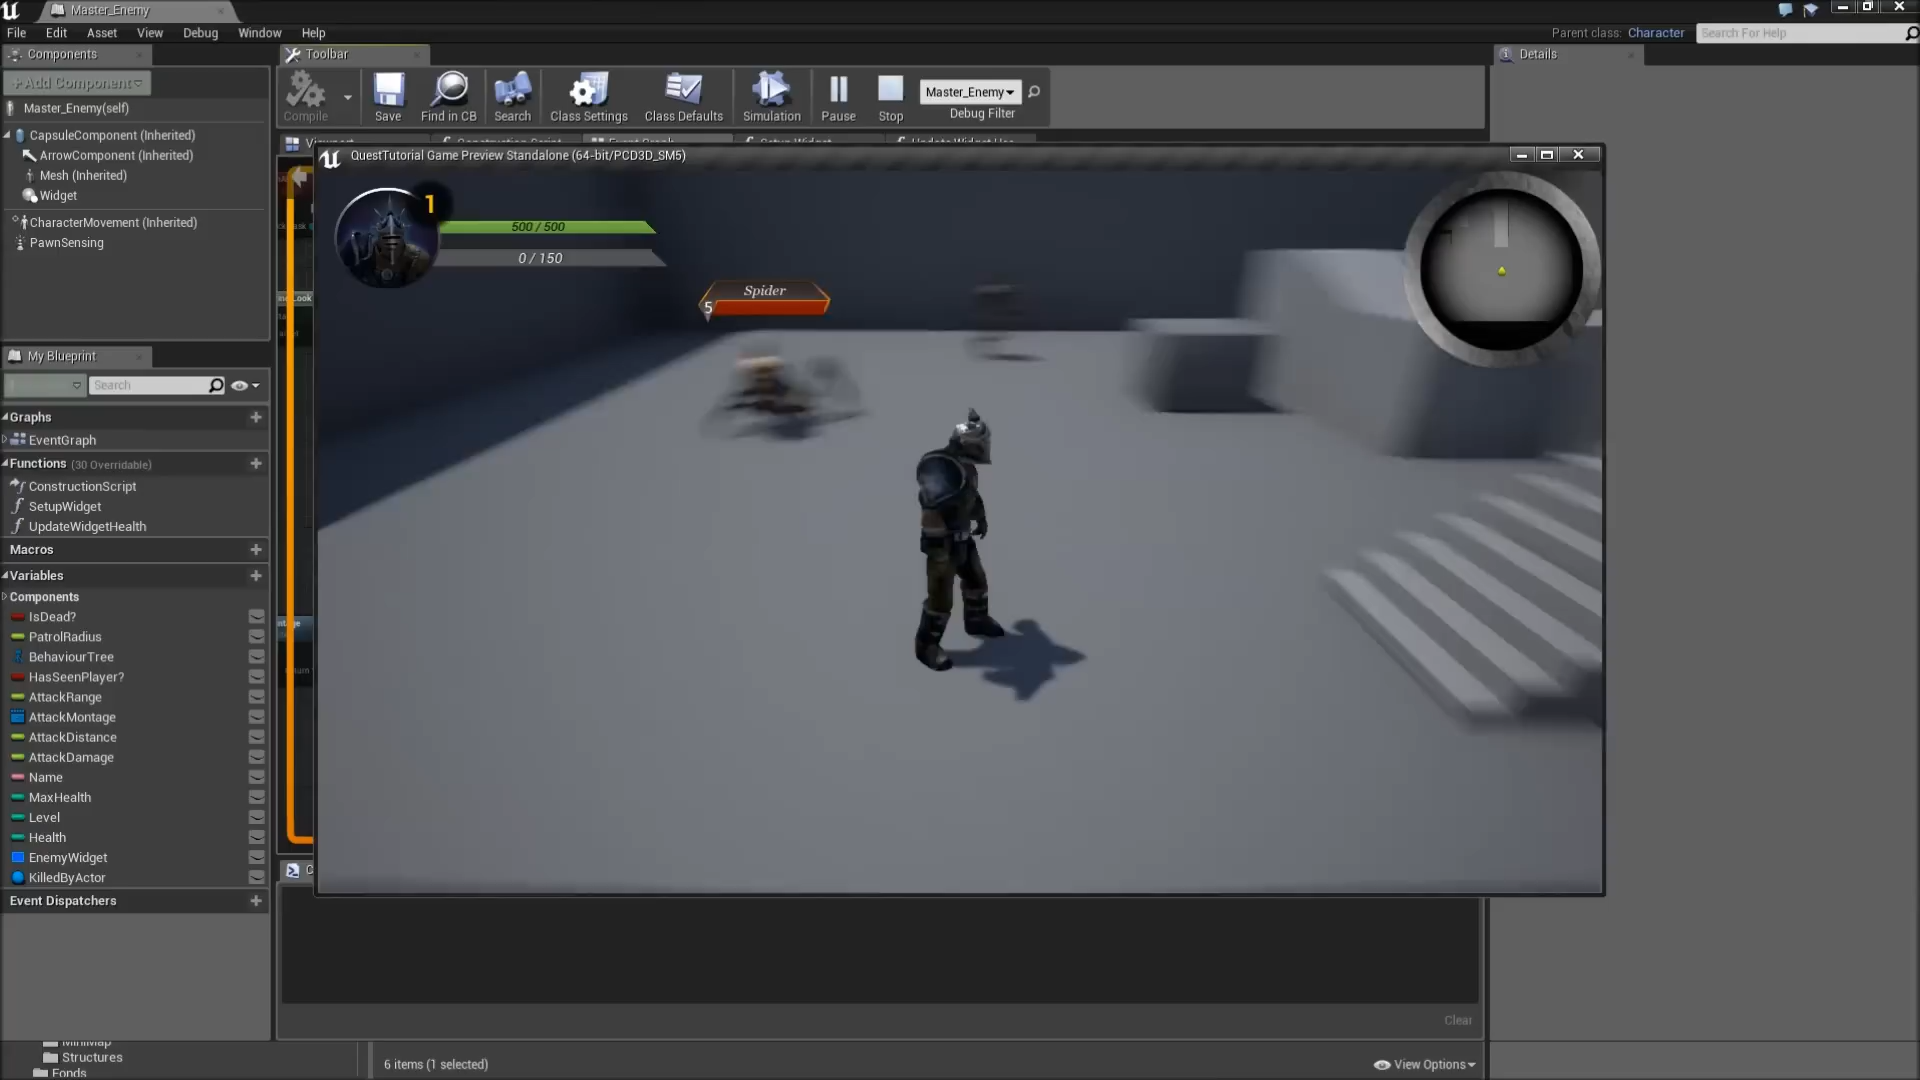 Master_Enemy
File Edit Asset View Debug Window Help
Parent class: Character
Search For Help
Components
Toolbar
Details
+Add Component
Compile
Save
Find in CB
Search
Class Settings
Class Defaults
Simulation
Pause
Stop
Master_Enemy
Debug Filter
Master_Enemy(self)
CapsuleComponent (Inherited)
ArrowComponent (Inherited)
Mesh (Inherited)
Widget
CharacterMovement (Inherited)
PawnSensing
QuestTutorial Game Preview Standalone (64-bit/PCD3D_SM5)
1
500 / 500
0 / 150
Spider
5
My Blueprint
Search
Graphs
EventGraph
Functions (30 Overridable)
ConstructionScript
SetupWidget
UpdateWidgetHealth
Macros
Variables
Components
IsDead?
PatrolRadius
BehaviourTree
HasSeenPlayer?
AttackRange
AttackMontage
AttackDistance
AttackDamage
Name
MaxHealth
Level
Health
EnemyWidget
KilledByActor
Event Dispatchers
Clear
MiniMap
Structures
Fonds
6 items (1 selected)
View Options